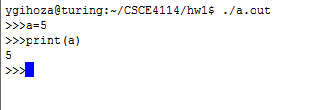 ygihoza@turing:~/CSCE4114/hw1$ ./a.out
>>>a=5
>>>print(a)
5
>>>